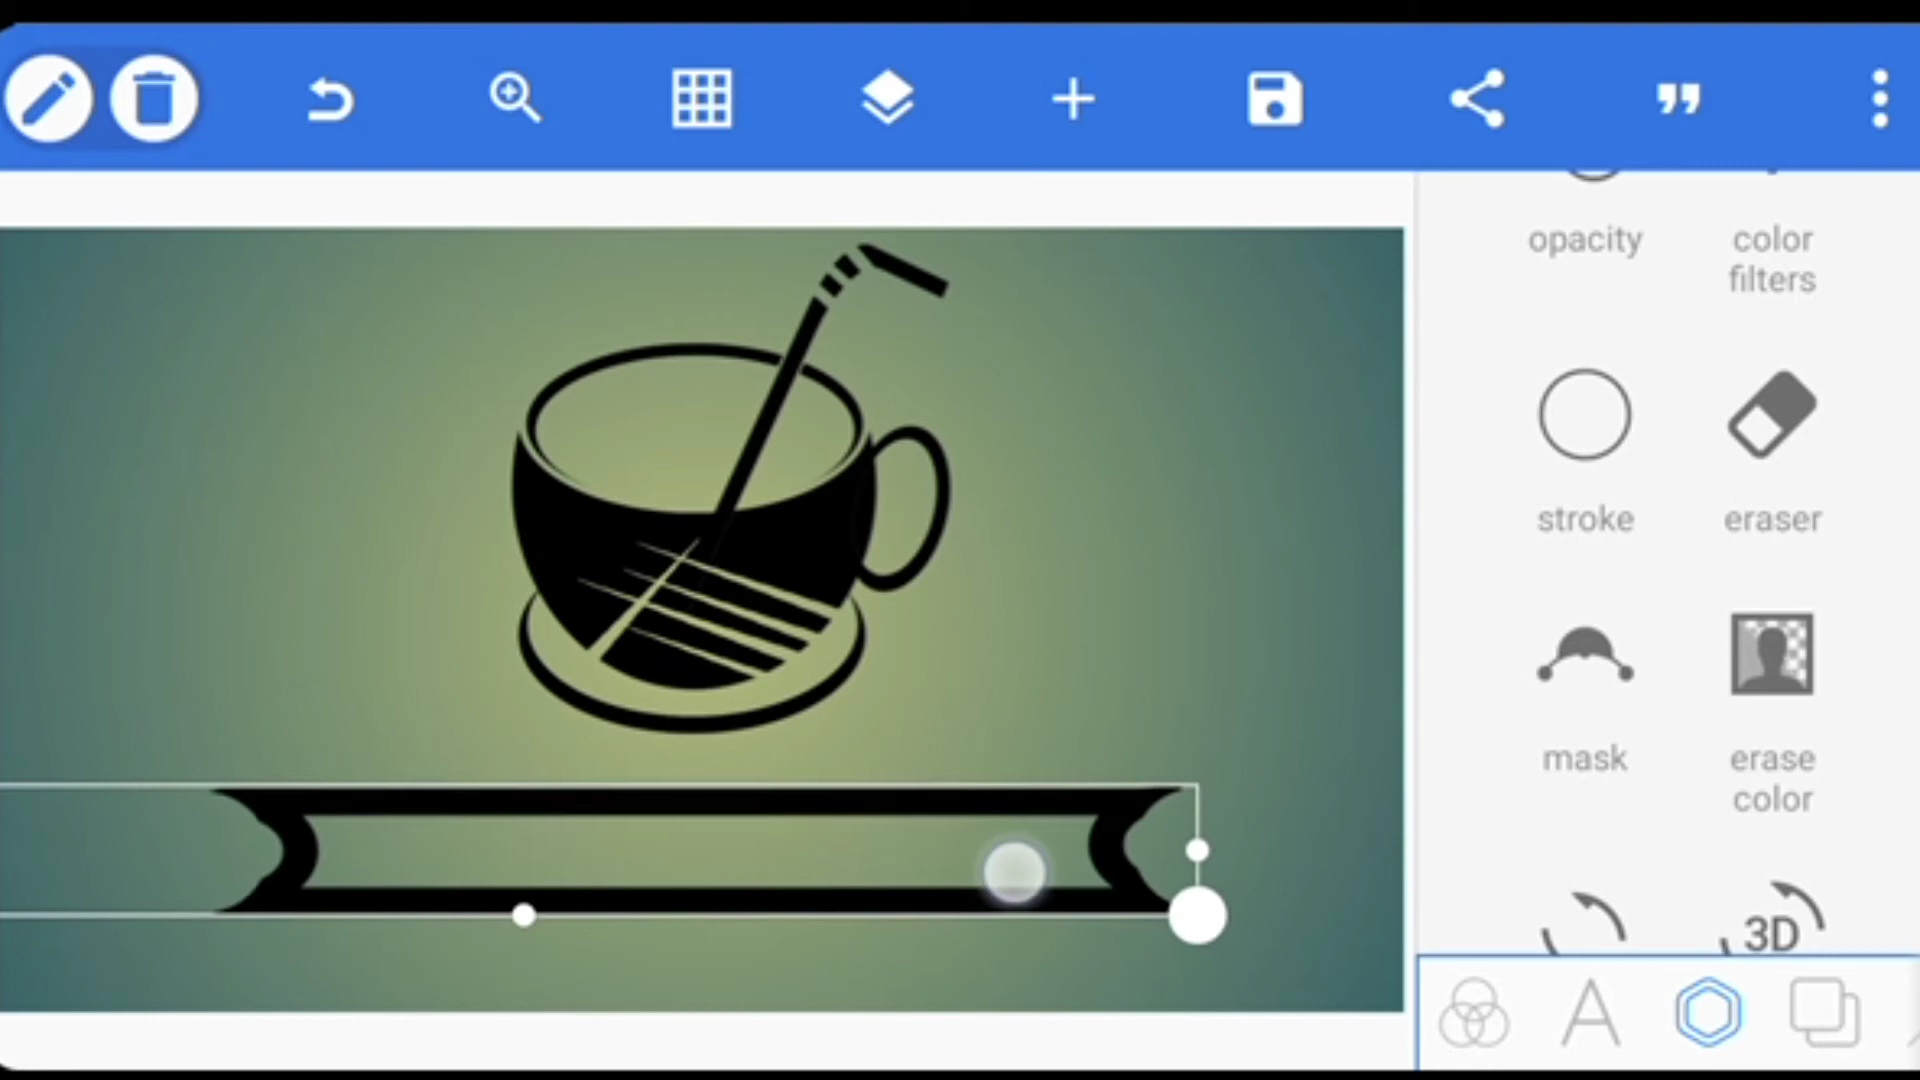 opacity
color
filters
stroke
eraser
mask
erase
color
3D
A